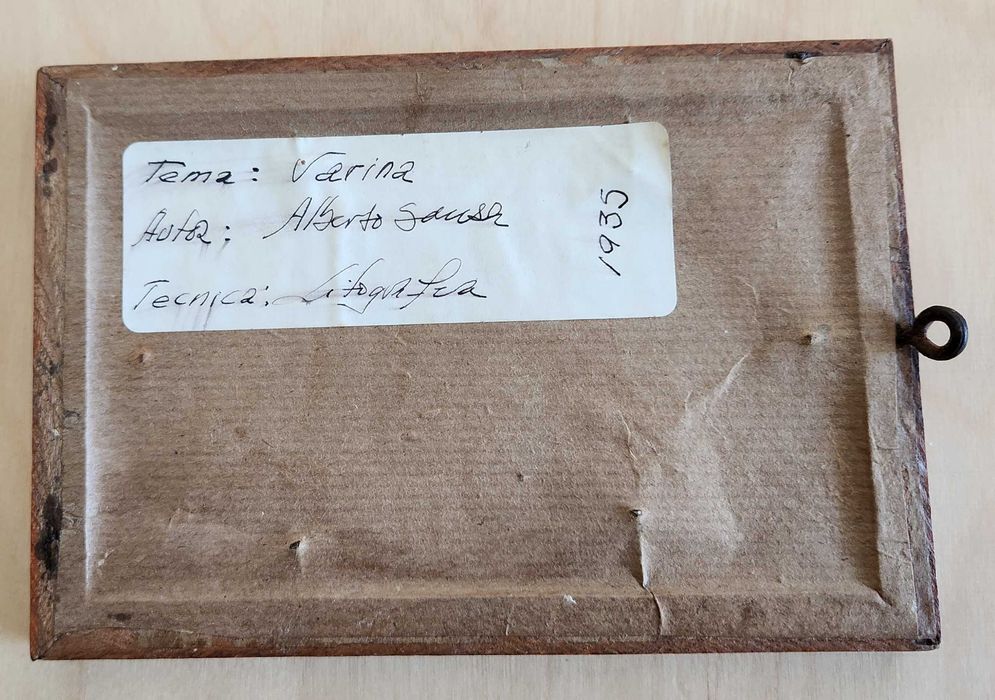 Tema: Varina
Autor: Alberto Sousa
Tecnica: Litografia
1935